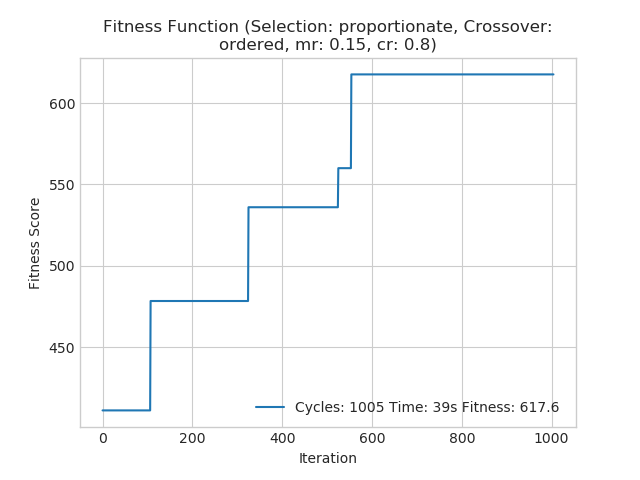 Fitness Function (Selection: proportionate, Crossover:
ordered, mr: 0.15, cr: 0.8)
600
550
500
450
Fitness Score
Cycles: 1005 Time: 39s Fitness: 617.6
0 200 400 600 800 1000
Iteration